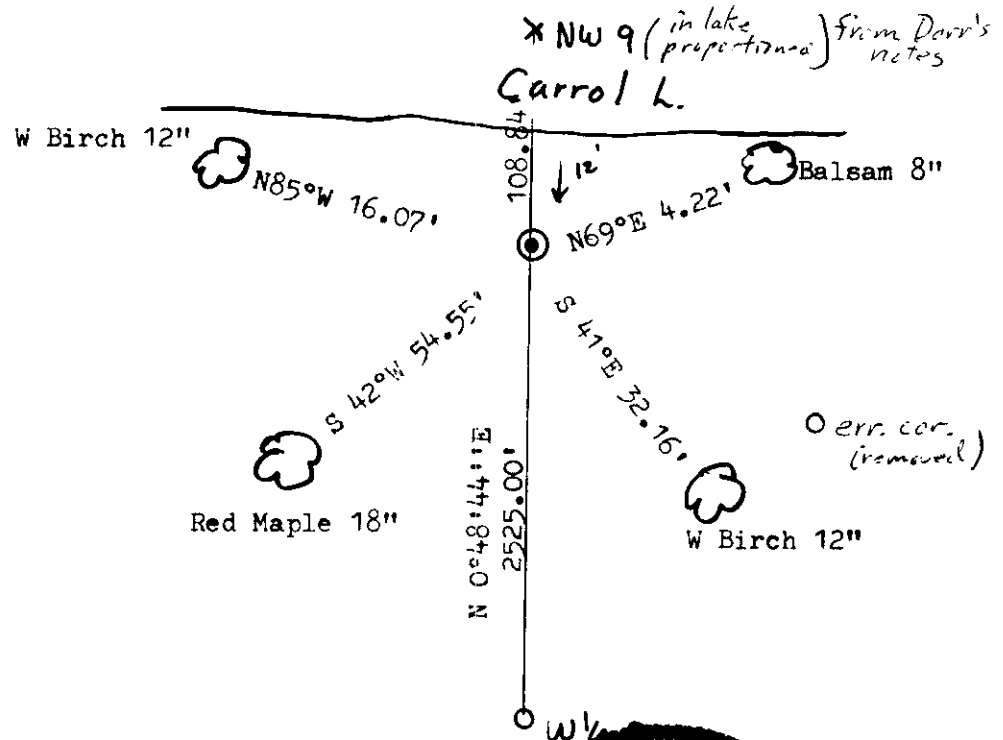 * NW 9 (in lake proportioned) from Dorr's notes
Carrol L.
W Birch 12"
108.84
12'
Balsam 8"
N85°W 16.07'
N69°E 4.22'
S 42°W 54.55'
S 41°E 32.16'
O err. cor. (removed)
Red Maple 18"
N 0°48'44''E
2525.00'
W Birch 12"
W 1/